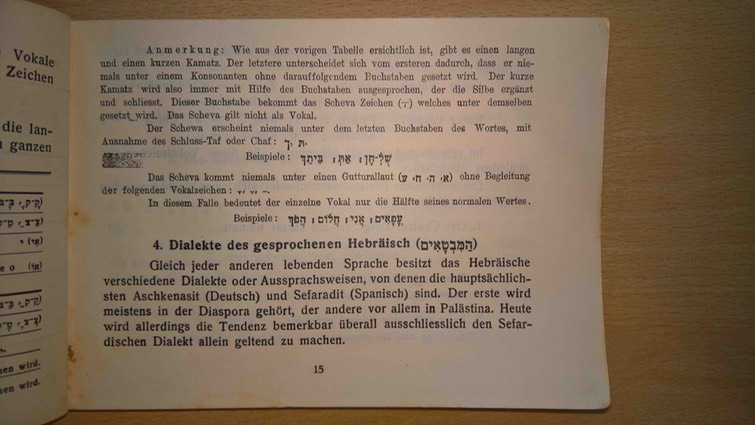 Vokale
Zeichen
die lan-
ganzen
en wird.
en wird.
Anmerkung: Wie aus der vorigen Tabelle ersichtlich ist, gibt es einen langen
und einen kurzen Kamatz. Der letztere unterscheidet sich vom ersteren dadurch, dass er nie-
mals unter einem Konsonanten ohne darauffolgendem Buchstaben gesetzt wird. Der kurze
Kamatz wird also immer mit Hilfe des Buchstaben ausgesprochen, der die Silbe ergänzt
und schliesst. Dieser Buchstabe bekommt das Scheva Zeichen (┬) welches unter demselben
gesetzt wird. Das Scheva gilt nicht als Vokal.
Der Schewa erscheint niemals unter dem letzten Buchstaben des Wortes, mit
Ausnahme des Schluss-Taf oder Chaf: ת, ך.
Beispiele: שֻׁלְחָן; אַתְּ; בֵּיתֵךְ
Das Scheva kommt niemals unter einen Gutturallaut (א, ה, ח, ע) ohne Begleitung
der folgenden Vokalzeichen:
In diesem Falle bedeutet der einzelne Vokal nur die Hälfte seines normalen Wertes.
Beispiele: עֳפָאִים; אֲנִי; חֲלוֹם; הֲפֹךְ
4. Dialekte des gesprochenen Hebräisch (הַמִּבְטָאִים)
Gleich jeder anderen lebenden Sprache besitzt das Hebräische
verschiedene Dialekte oder Aussprachsweisen, von denen die hauptsächlich-
sten Aschkenasit (Deutsch) und Sefaradit (Spanisch) sind. Der erste wird
meistens in der Diaspora gehört, der andere vor allem in Palästina. Heute
wird allerdings die Tendenz bemerkbar überall ausschliesslich den Sefar-
dischen Dialekt allein geltend zu machen.
15